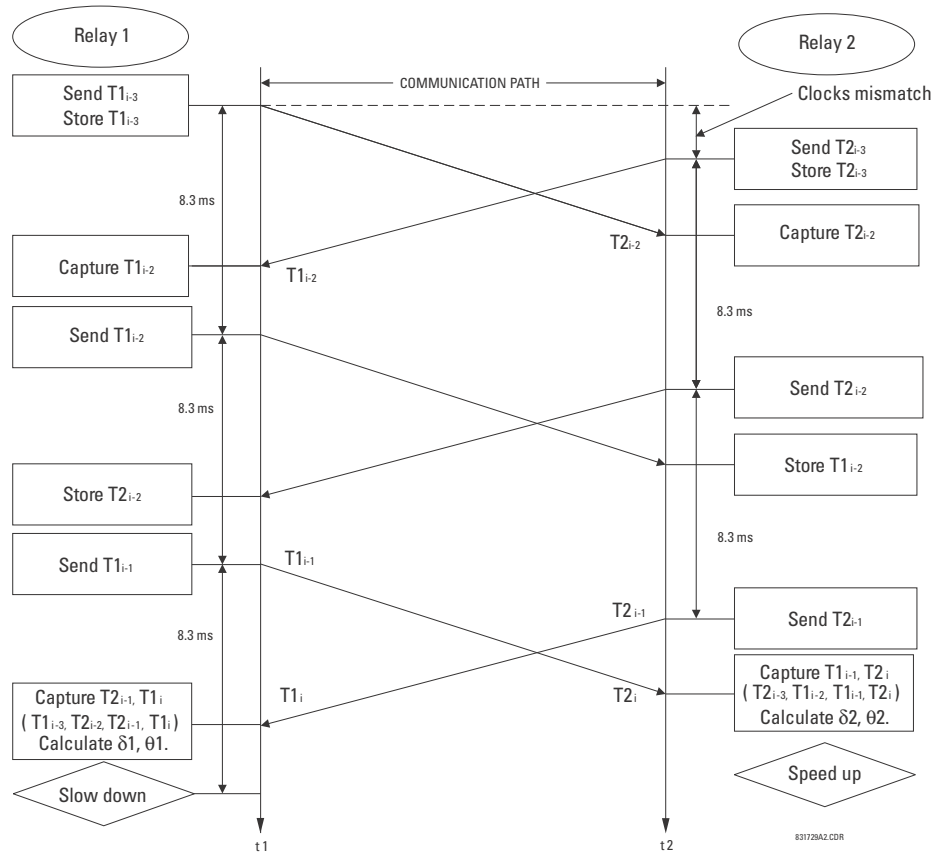 Relay 1
Relay 2
COMMUNICATION PATH
Send T1i-3
Store T1i-3
Clocks mismatch
Send T2i-3
Store T2i-3
8.3 ms
T2i-2
Capture T2i-2
Capture T1i-2
T1i-2
8.3 ms
Send T1i-2
Send T2i-2
8.3 ms
Store T1i-2
Store T2i-2
8.3 ms
Send T1i-1
T1i-1
T2 i-1
Send T2i-1
8.3 ms
Capture T2i-1, T1i
( T1i-3, T2i-2, T2i-1, T1i)
Calculate δ1, θ1.
T1 i
T2 i
Capture T1i-1, T2 i
( T2i-3, T1i-2, T1i-1, T2i)
Calculate δ2, θ2.
Slow down
Speed up
t 1
t 2
831729A2.CDR